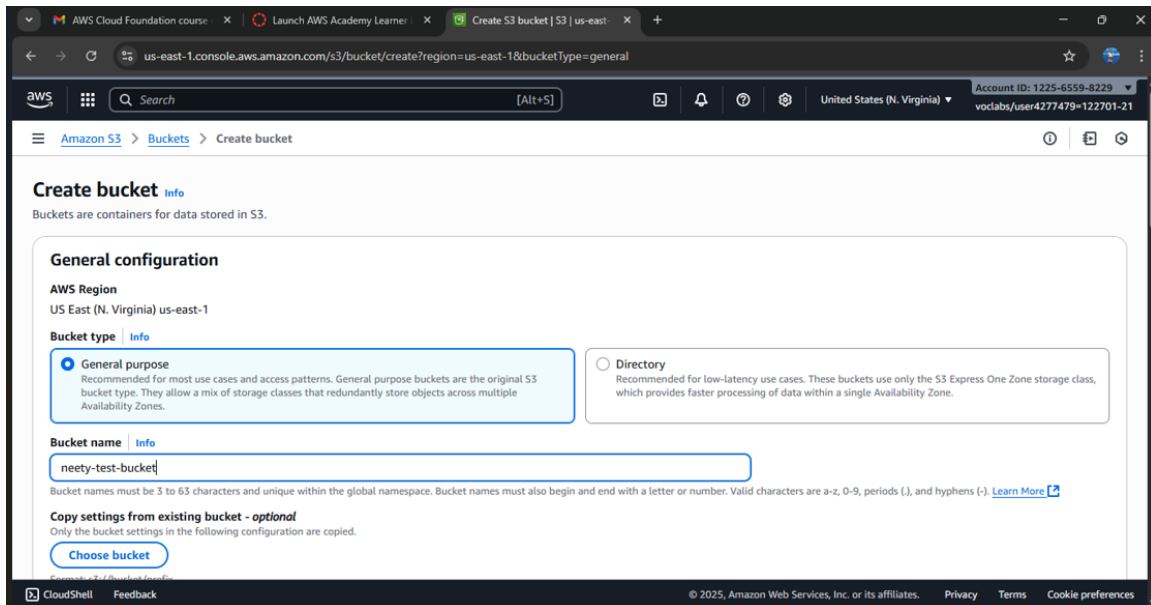 AWS Cloud Foundation course
Launch AWS Academy Learner
Create S3 bucket | S3 | us-east-
us-east-1.console.aws.amazon.com/s3/bucket/create?region=us-east-1&bucketType=general
aws
Search
[Alt+S]
United States (N. Virginia)
Account ID: 1225-6559-8229
voclabs/user4277479=122701-21
Amazon S3 > Buckets > Create bucket
Create bucket Info
Buckets are containers for data stored in S3.
General configuration
AWS Region
US East (N. Virginia) us-east-1
Bucket type Info
General purpose
Recommended for most use cases and access patterns. General purpose buckets are the original S3
bucket type. They allow a mix of storage classes that redundantly store objects across multiple
Availability Zones.
Directory
Recommended for low-latency use cases. These buckets use only the S3 Express One Zone storage class,
which provides faster processing of data within a single Availability Zone.
Bucket name Info
neety-test-bucket
Bucket names must be 3 to 63 characters and unique within the global namespace. Bucket names must also begin and end with a letter or number. Valid characters are a-z, 0-9, periods (.), and hyphens (-). Learn More
Copy settings from existing bucket - optional
Only the bucket settings in the following configuration are copied.
Choose bucket
Format: s3://bucket/prefix
CloudShell Feedback
© 2025, Amazon Web Services, Inc. or its affiliates. Privacy Terms Cookie preferences